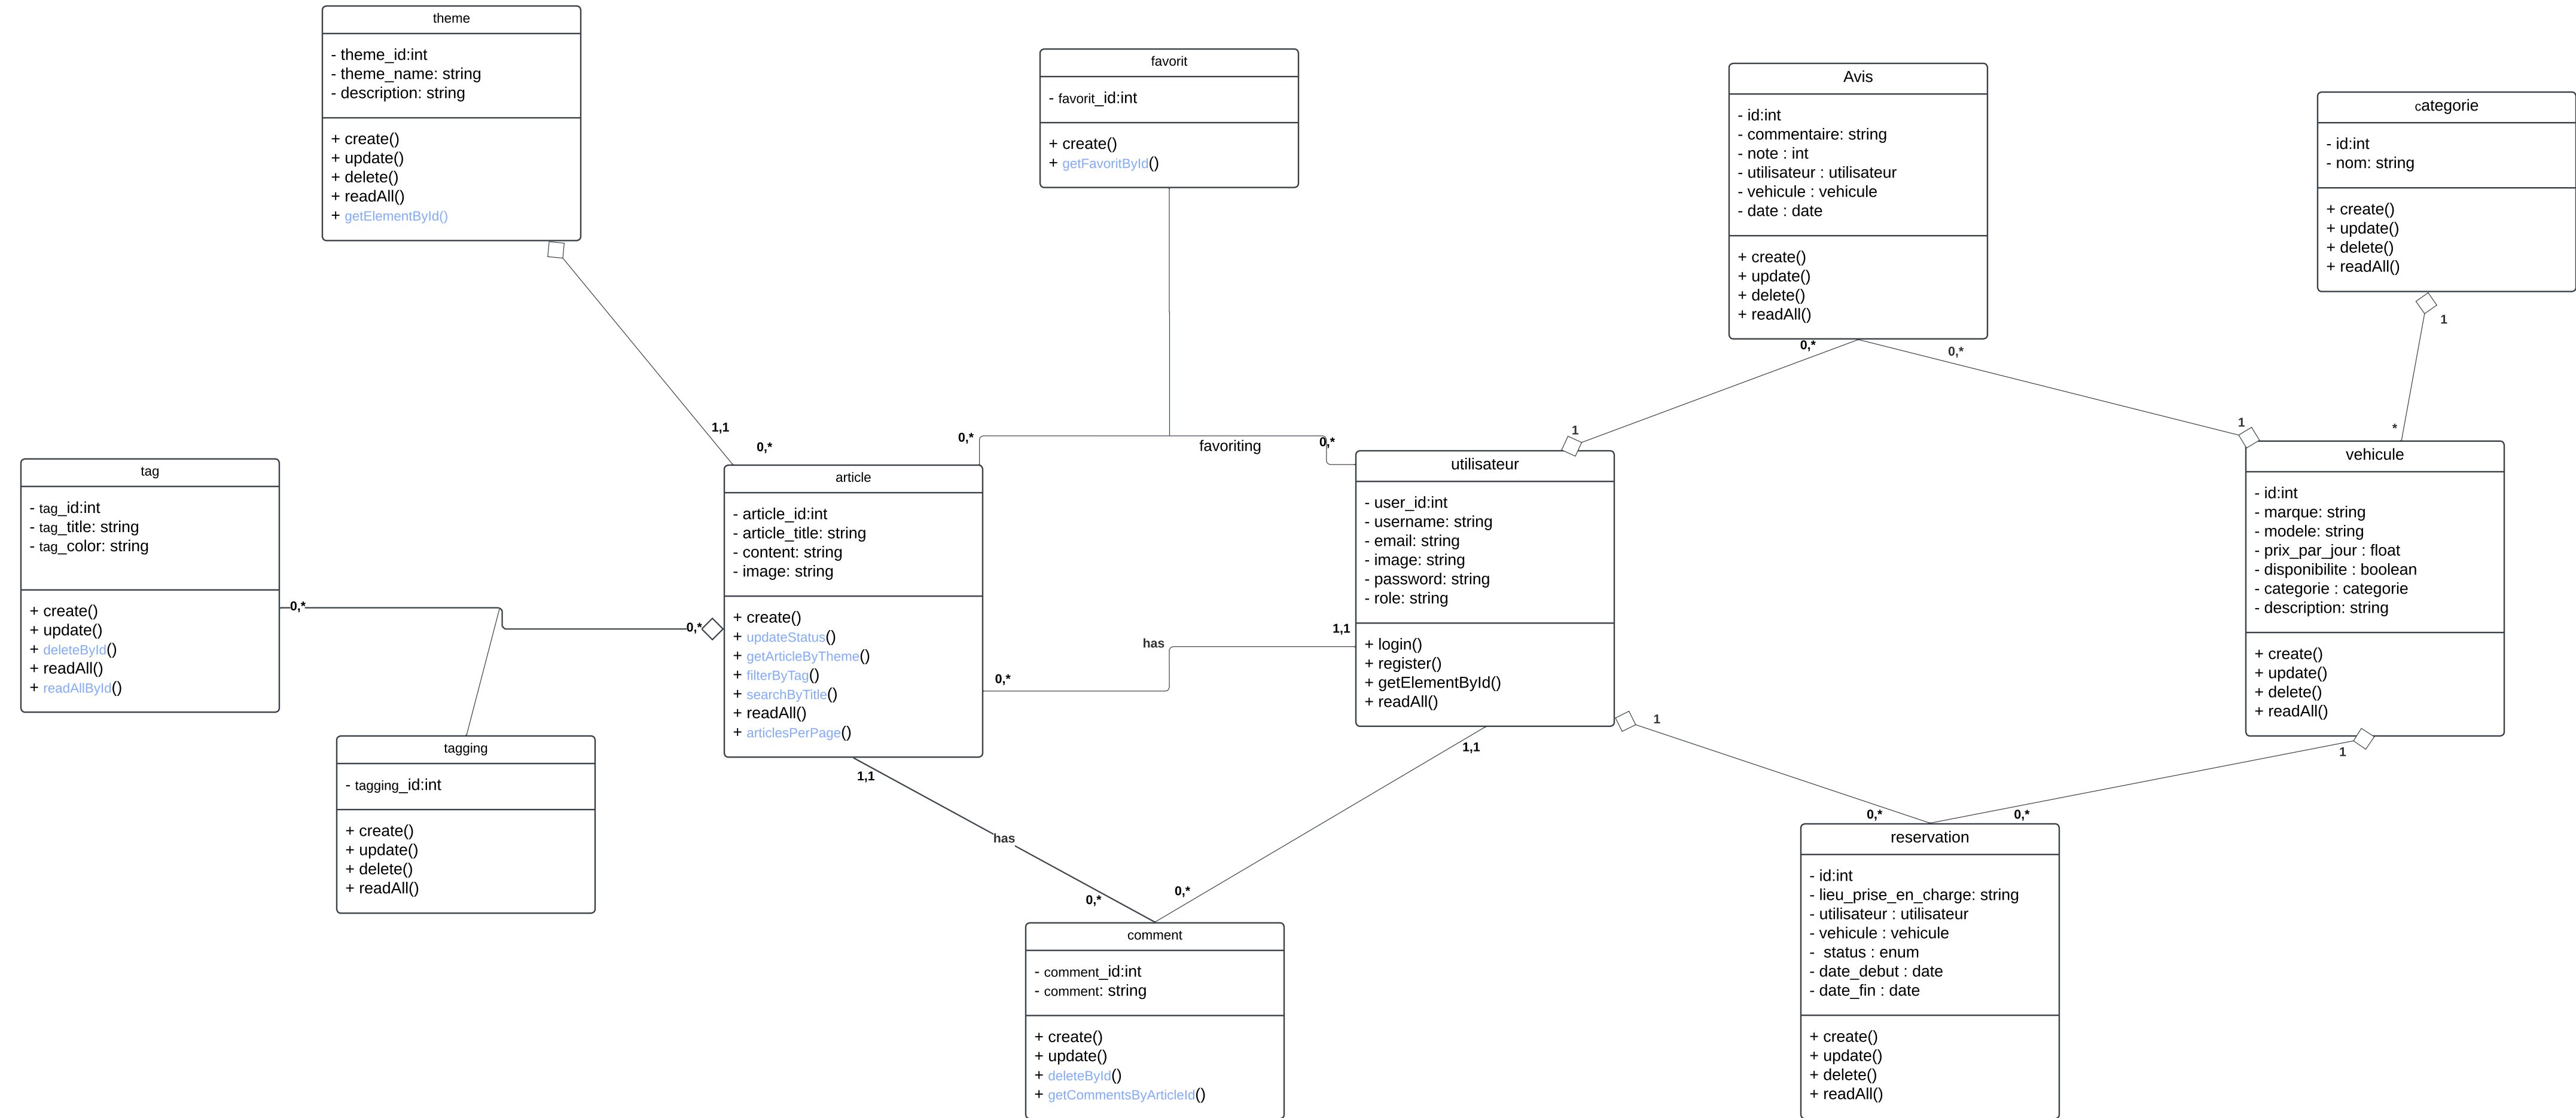 theme
- theme_id:int
- theme_name: string
- description: string
+ create()
+ update()
+ delete()
+ readAll()
+ getElementById()
favorit
- favorit_id:int
+ create()
+ getFavoritById()
Avis
- id:int
- commentaire: string
- note : int
- utilisateur : utilisateur
- vehicule : vehicule
- date : date
+ create()
+ update()
+ delete()
+ readAll()
categorie
- id:int
- nom: string
+ create()
+ update()
+ delete()
+ readAll()
1
*
0,*
0,*
1
1
1,1
0,*
0,*
favoriting
0,*
tag
- tag_id:int
- tag_title: string
- tag_color: string
+ create()
+ update()
+ deleteById()
+ readAll()
+ readAllById()
0,*
0,*
tagging
- tagging_id:int
+ create()
+ update()
+ delete()
+ readAll()
article
- article_id:int
- article_title: string
- content: string
- image: string
+ create()
+ updateStatus()
+ getArticleByTheme()
+ filterByTag()
+ searchByTitle()
+ readAll()
+ articlesPerPage()
has
1,1
0,*
utilisateur
- user_id:int
- username: string
- email: string
- image: string
- password: string
- role: string
+ login()
+ register()
+ getElementById()
+ readAll()
vehicule
- id:int
- marque: string
- modele: string
- prix_par_jour : float
- disponibilite : boolean
- categorie : categorie
- description: string
+ create()
+ update()
+ delete()
+ readAll()
1,1
has
0,*
1,1
0,*
1
1
0,*
0,*
comment
- comment_id:int
- comment: string
+ create()
+ update()
+ deleteById()
+ getCommentsByArticleId()
reservation
- id:int
- lieu_prise_en_charge: string
- utilisateur : utilisateur
- vehicule : vehicule
-  status : enum
- date_debut : date
- date_fin : date
+ create()
+ update()
+ delete()
+ readAll()